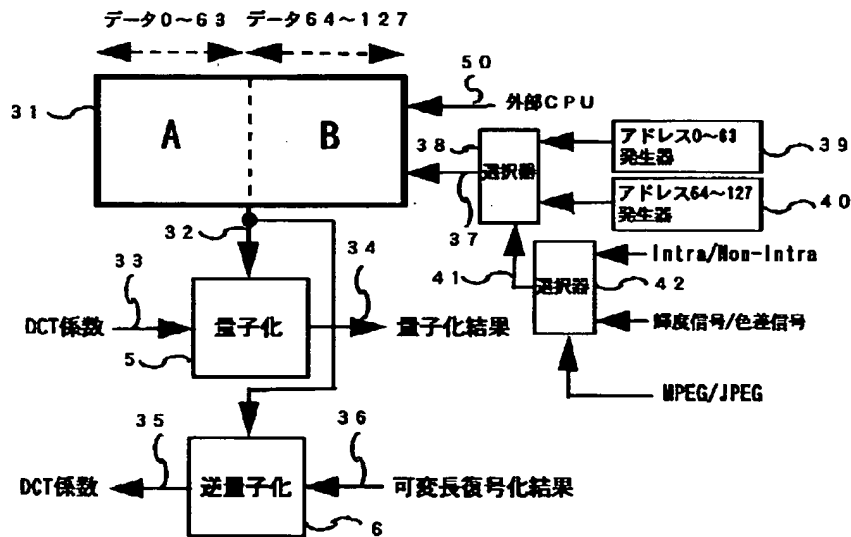 データ0～63 データ64～127
50
31
A
B
外部CPU
38
選択器
アドレス0～63
発生器
39
アドレス64～127
発生器
40
37
32
33
34
41
選択器
42
Intra/Non-Intra
DCT係数
量子化
量子化結果
輝度信号/色差信号
5
MPEG/JPEG
35
36
DCT係数
逆量子化
可変長復号化結果
6